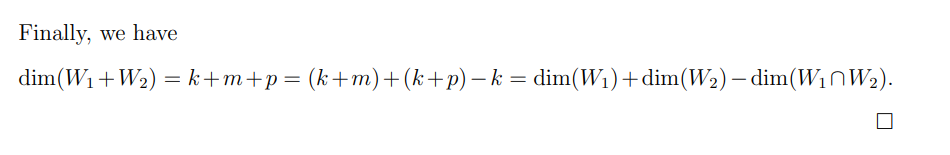 Finally, we have
dim(W₁+W₂) = k+m+p = (k+m)+(k+p)−k = dim(W₁)+dim(W₂)−dim(W₁∩W₂).
□